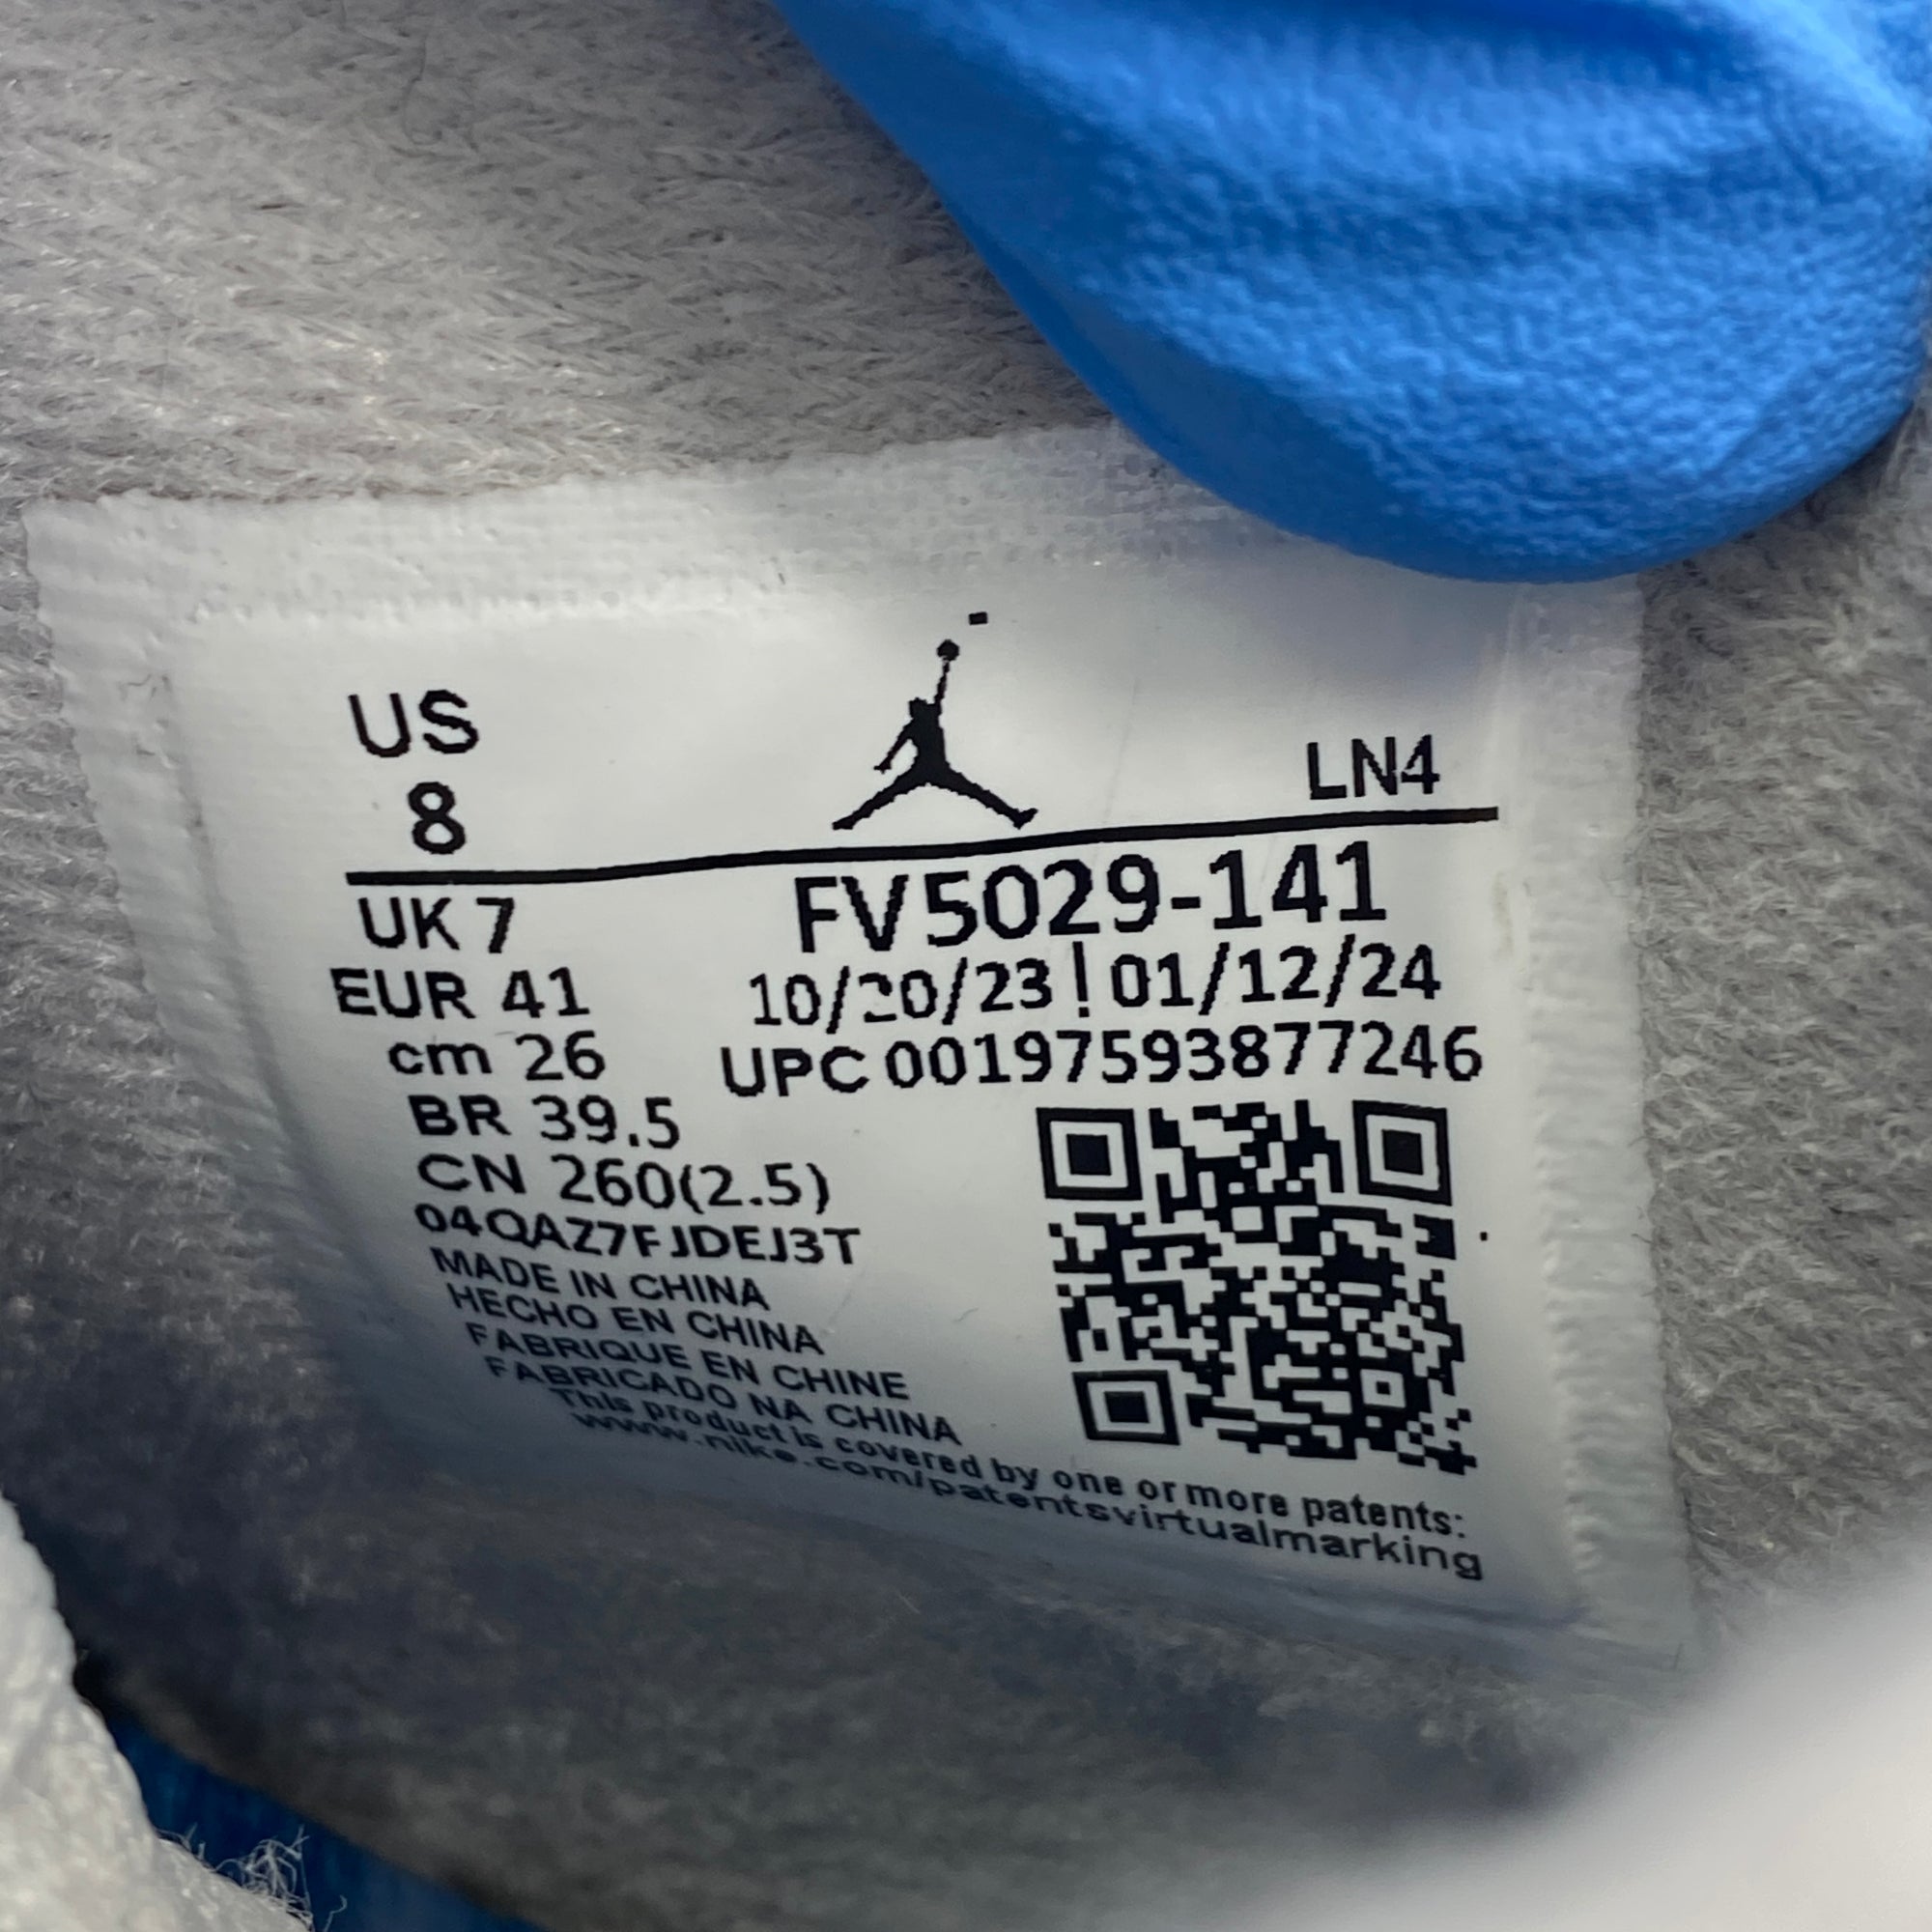 US
8
LN4
UK 7
FV5029-141
EUR 41
10/20/23 ! 01/12/24
cm 26
UPC 00197593877246
BR 39.5
CN 260(2.5)
04QAZ7FJDEJ3T
MADE IN CHINA
HECHO EN CHINA
FABRIQUE EN CHINE
FABRICADO NA CHINA
This product is covered by one or more patents:
www.nike.com/patentsvirtualmarking